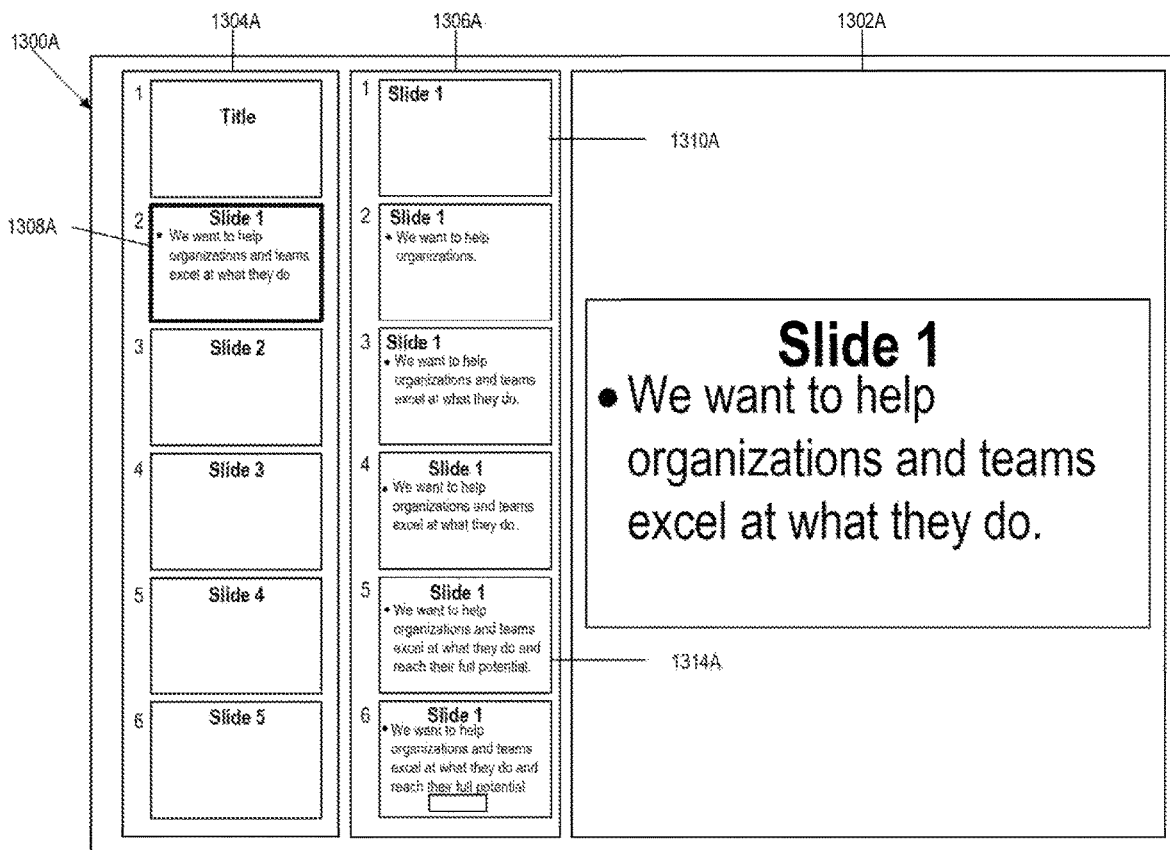 1304A
1306A
1302A
1300A
1
Title
2
Slide 1
• We want to help
organizations and teams
excel at what they do
1308A
3
Slide 2
4
Slide 3
5
Slide 4
6
Slide 5
1
Slide 1
1310A
2
Slide 1
• We want to help
organizations.
3
Slide 1
• We want to help
organizations and teams
excel at what they do.
4
Slide 1
• We want to help
organizations and teams
excel at what they do.
5
Slide 1
• We want to help
organizations and teams
excel at what they do and
reach their full potential.
1314A
6
Slide 1
• We want to help
organizations and teams
excel at what they do and
reach their full potential
Slide 1
• We want to help
organizations and teams
excel at what they do.